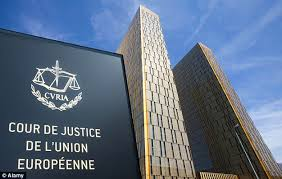 CVRIA
COUR DE JUSTICE
DE L'UNION
EUROPÉENNE
© Alamy